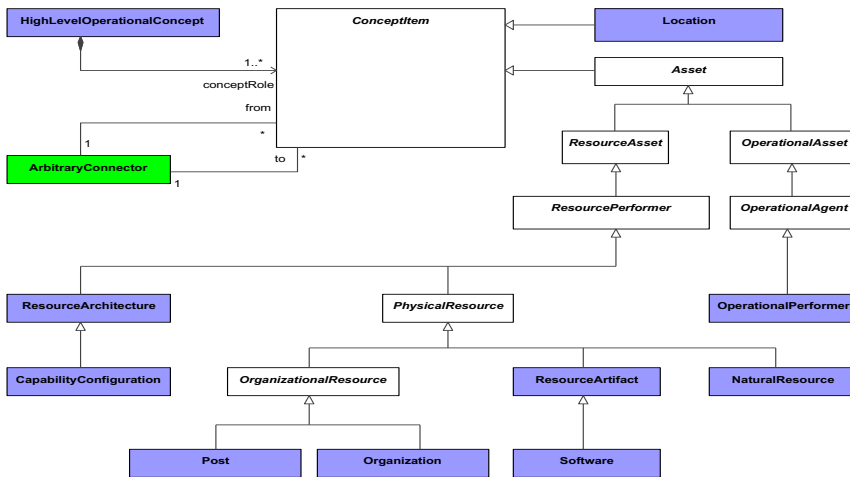 HighLevelOperationalConcept
ConceptItem
Location
1..*
conceptRole
Asset
from
*
1
ResourceAsset
OperationalAsset
ArbitraryConnector
to
*
1
ResourcePerformer
OperationalAgent
ResourceArchitecture
PhysicalResource
OperationalPerformer
CapabilityConfiguration
OrganizationalResource
ResourceArtifact
NaturalResource
Post
Organization
Software